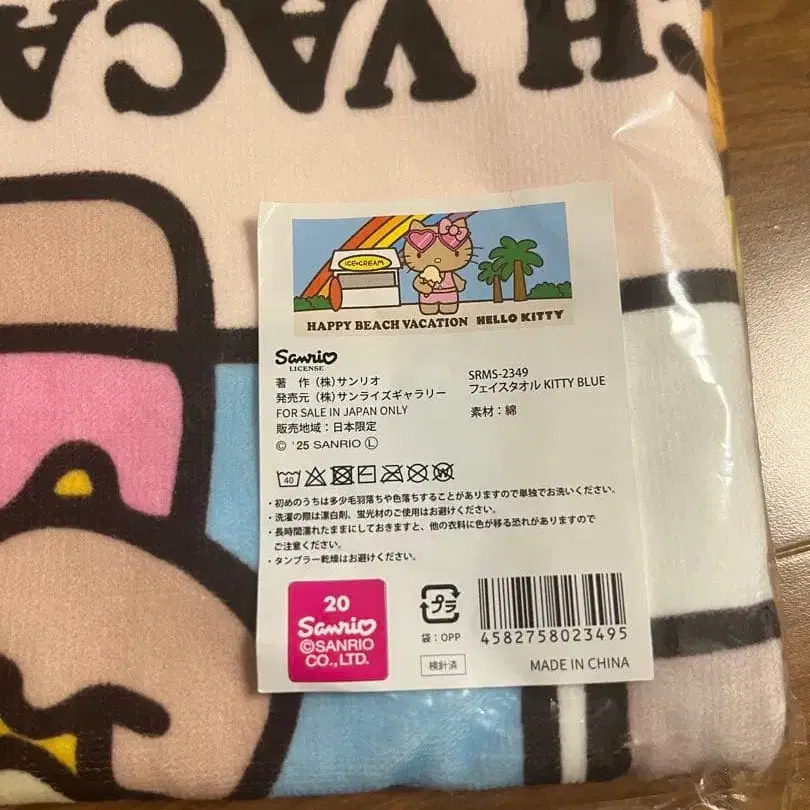 CH VACA
ICE•CREAM
HAPPY BEACH VACATION HELLO KITTY
Sanrio
LICENSE
著　作 (株)サンリオ
発売元 (株)サンライズギャラリー
FOR SALE IN JAPAN ONLY
販売地域：日本限定
© '25 SANRIO Ⓛ
SRMS-2349
フェイスタオル KITTY BLUE
素材：綿
40
・初めのうちは多少毛羽落ちや色落ちすることがありますので単独でお洗いください。
・洗濯の際は漂白剤、蛍光材のご使用はお避けください。
・長時間濡れたままにしておきますと、他の衣料に色が移る恐れがありますので
ご注意ください。
・タンブラー乾燥はお避けください。
20
Sanrio
©SANRIO
CO., LTD.
プラ
袋：OPP
検針済
4582758023495
MADE IN CHINA